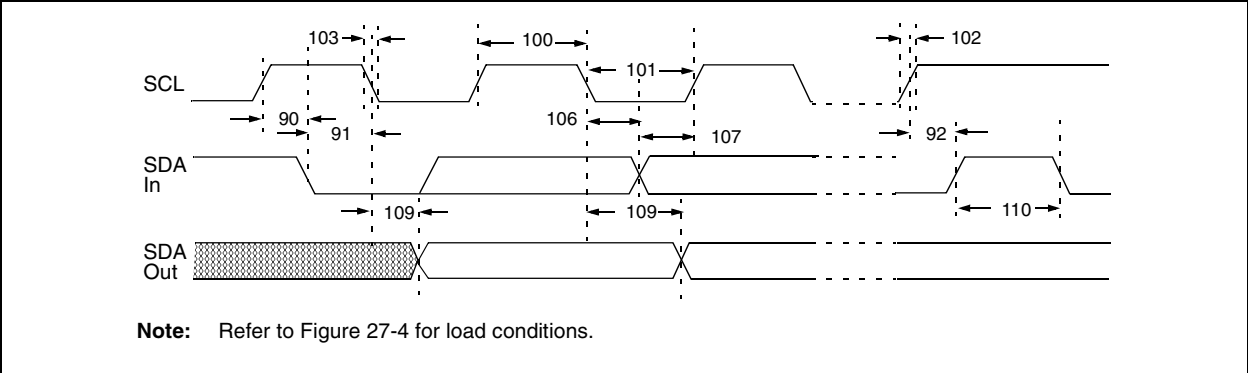 103
100
102
SCL
101
90
91
106
107
92
SDA
In
109
109
110
SDA
Out
Note: Refer to Figure 27-4 for load conditions.